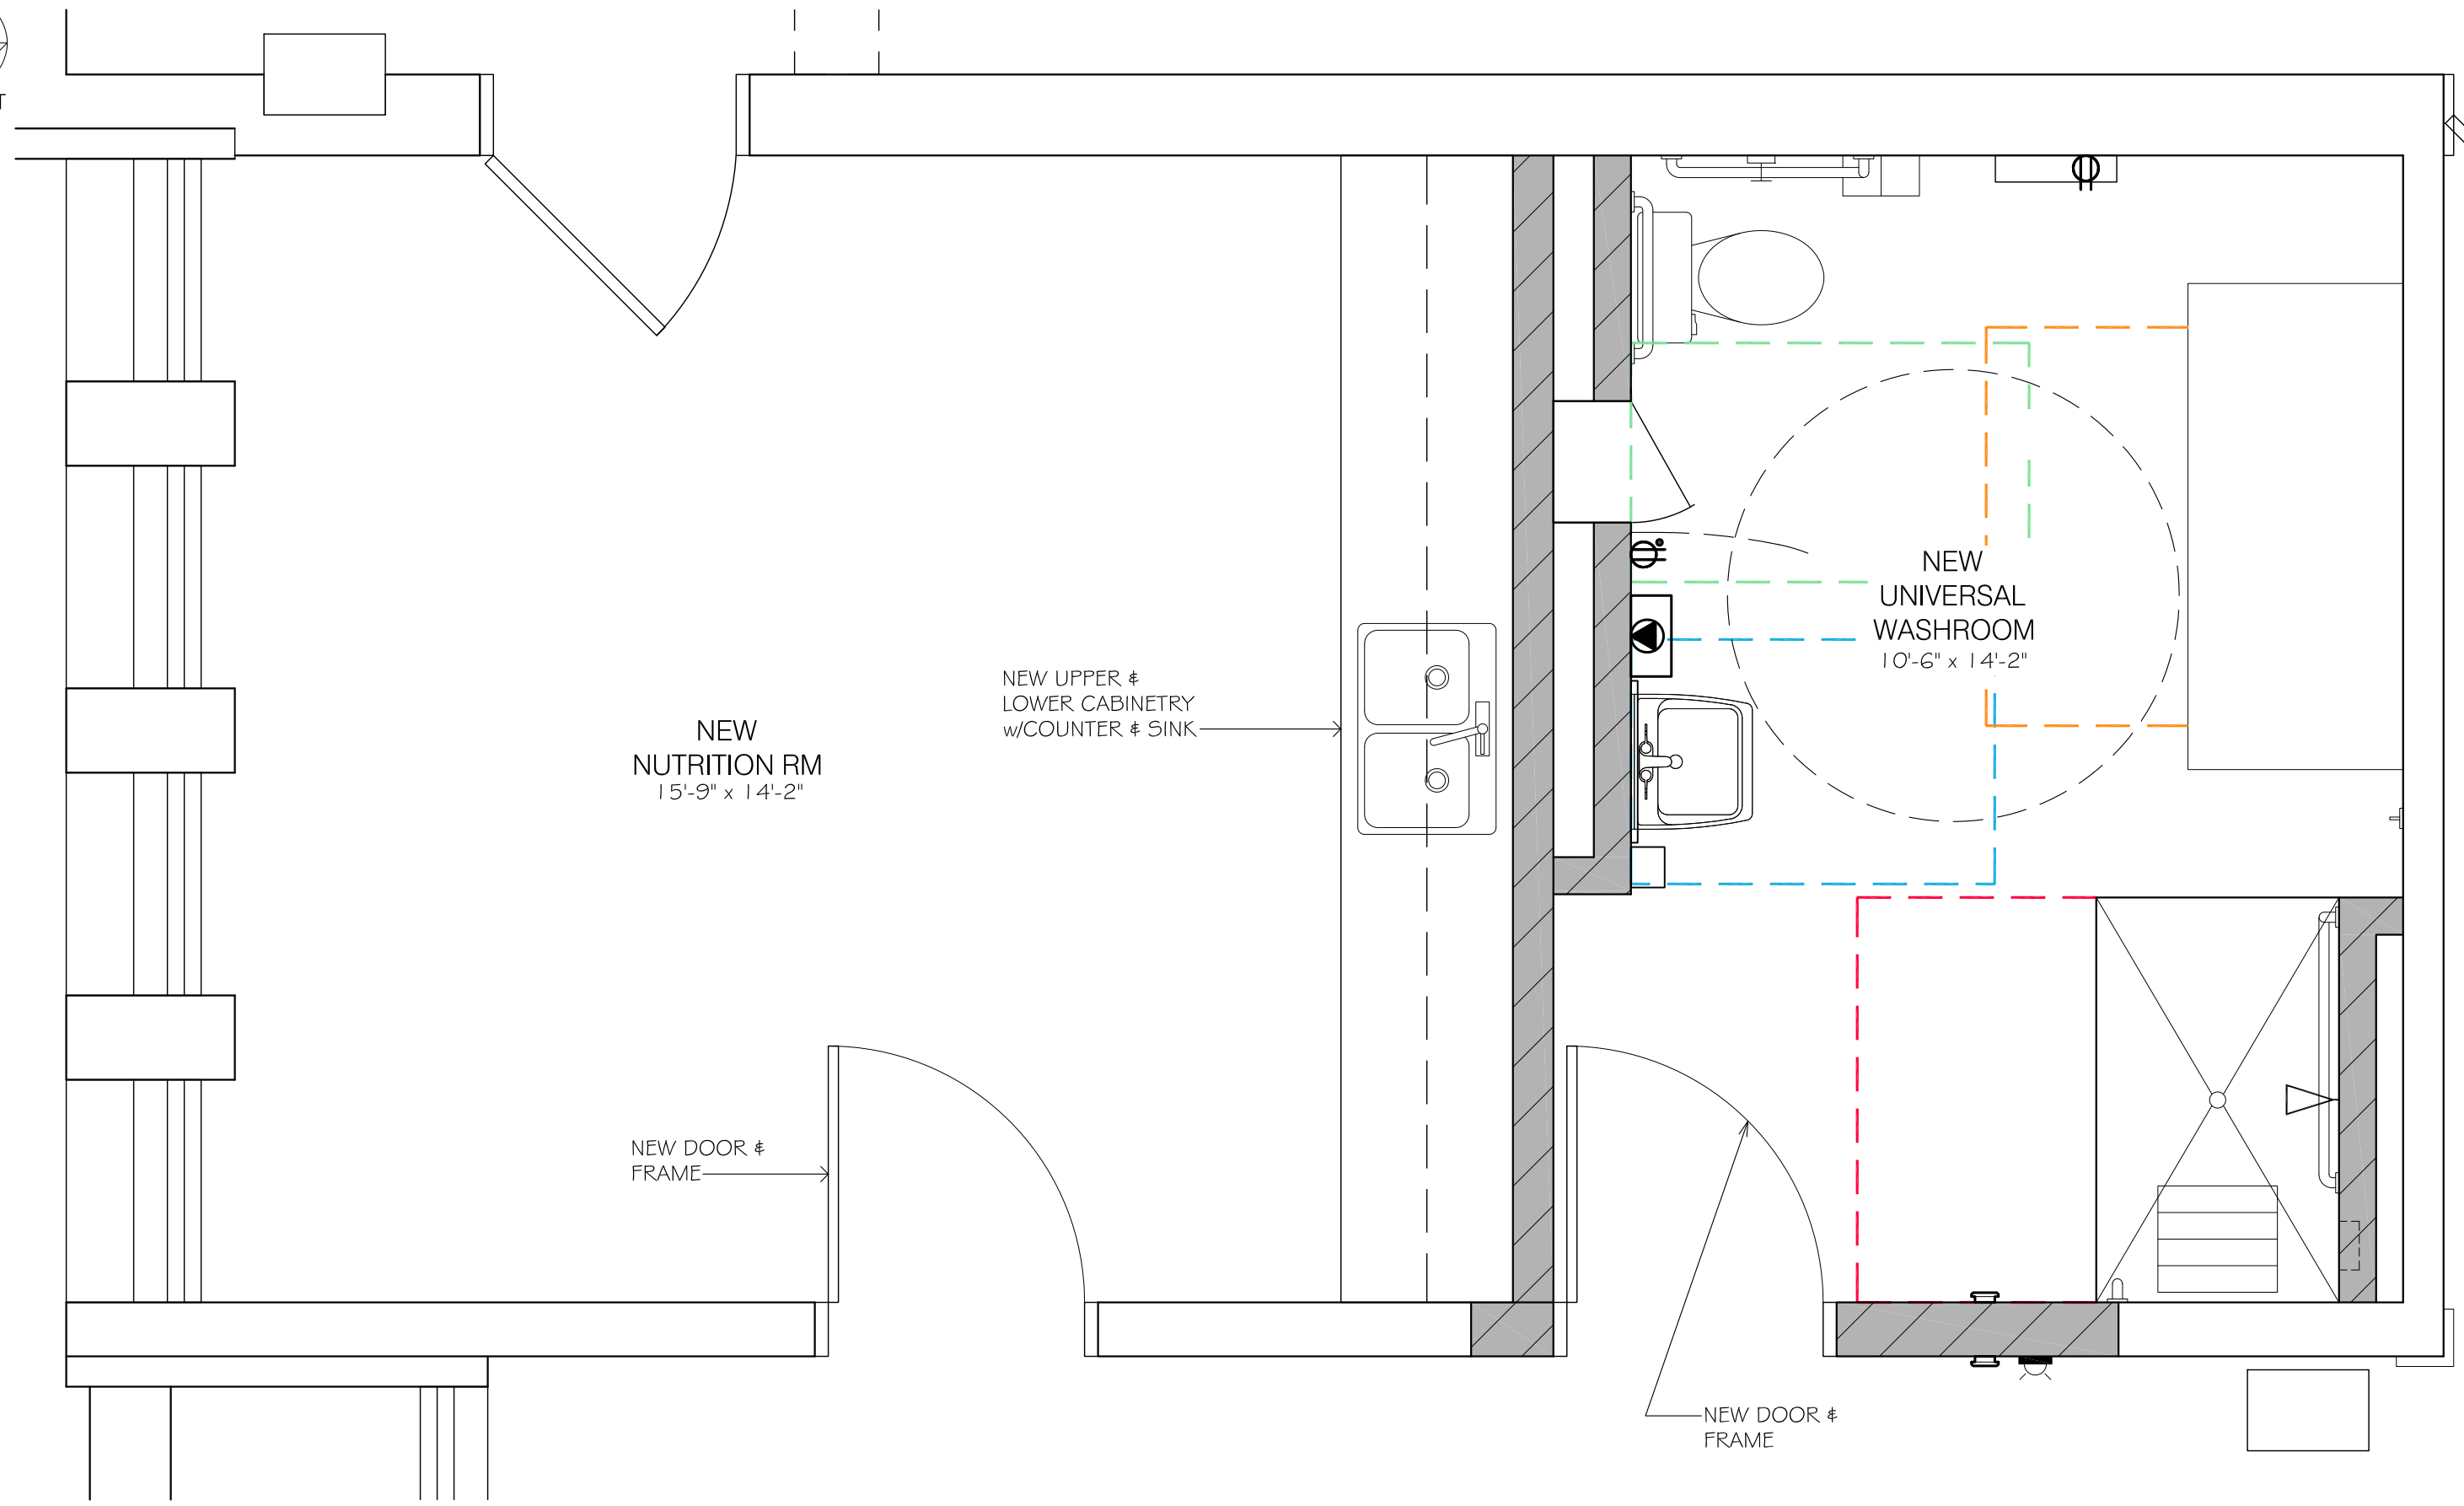 NEW
NUTRITION RM
15'-9" x 14'-2"
NEW UPPER &
LOWER CABINETRY
w/COUNTER & SINK
NEW
UNIVERSAL
WASHROOM
10'-6" x 14'-2"
NEW DOOR &
FRAME
NEW DOOR &
FRAME